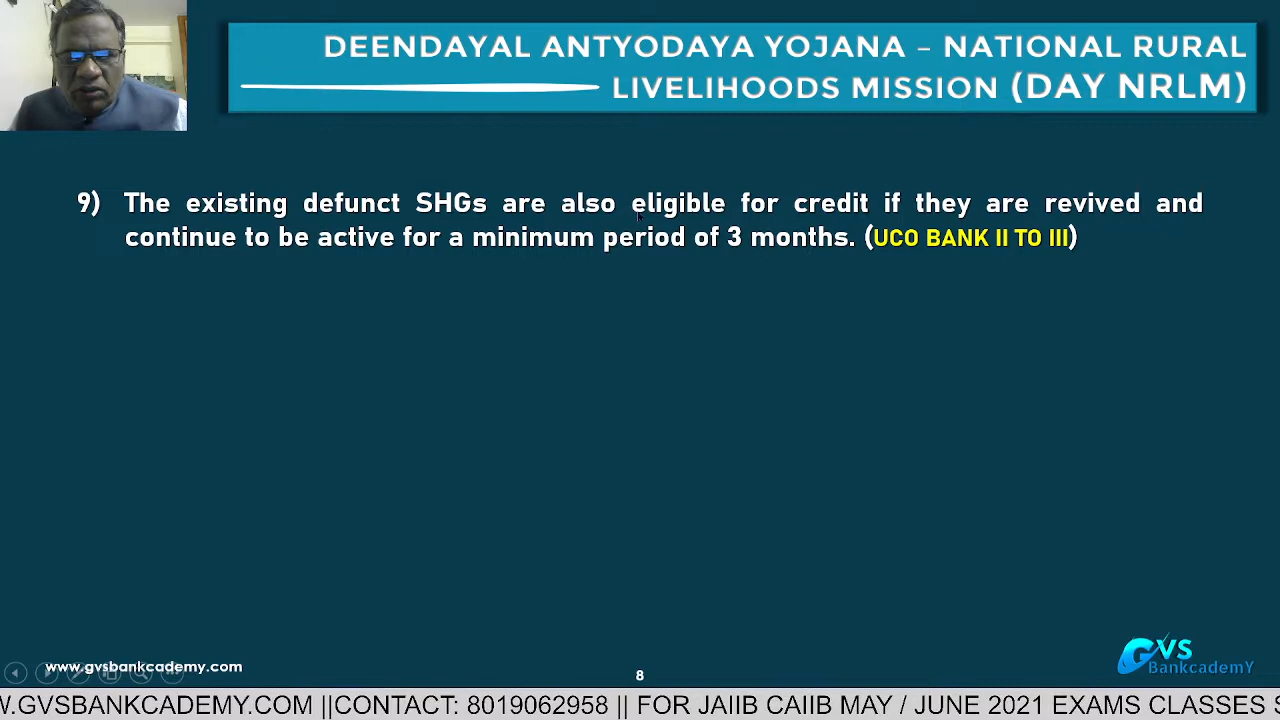 DEENDAYAL ANTYODAYA YOJANA – NATIONAL RURAL
LIVELIHOODS MISSION (DAY NRLM)
9) The existing defunct SHGs are also eligible for credit if they are revived and
continue to be active for a minimum period of 3 months. (UCO BANK II TO III)
www.gvsbankcademy.com
8
GVS
BankcademY
W.GVSBANKCADEMY.COM ||CONTACT: 8019062958 || FOR JAIIB CAIIB MAY / JUNE 2021 EXAMS CLASSES S